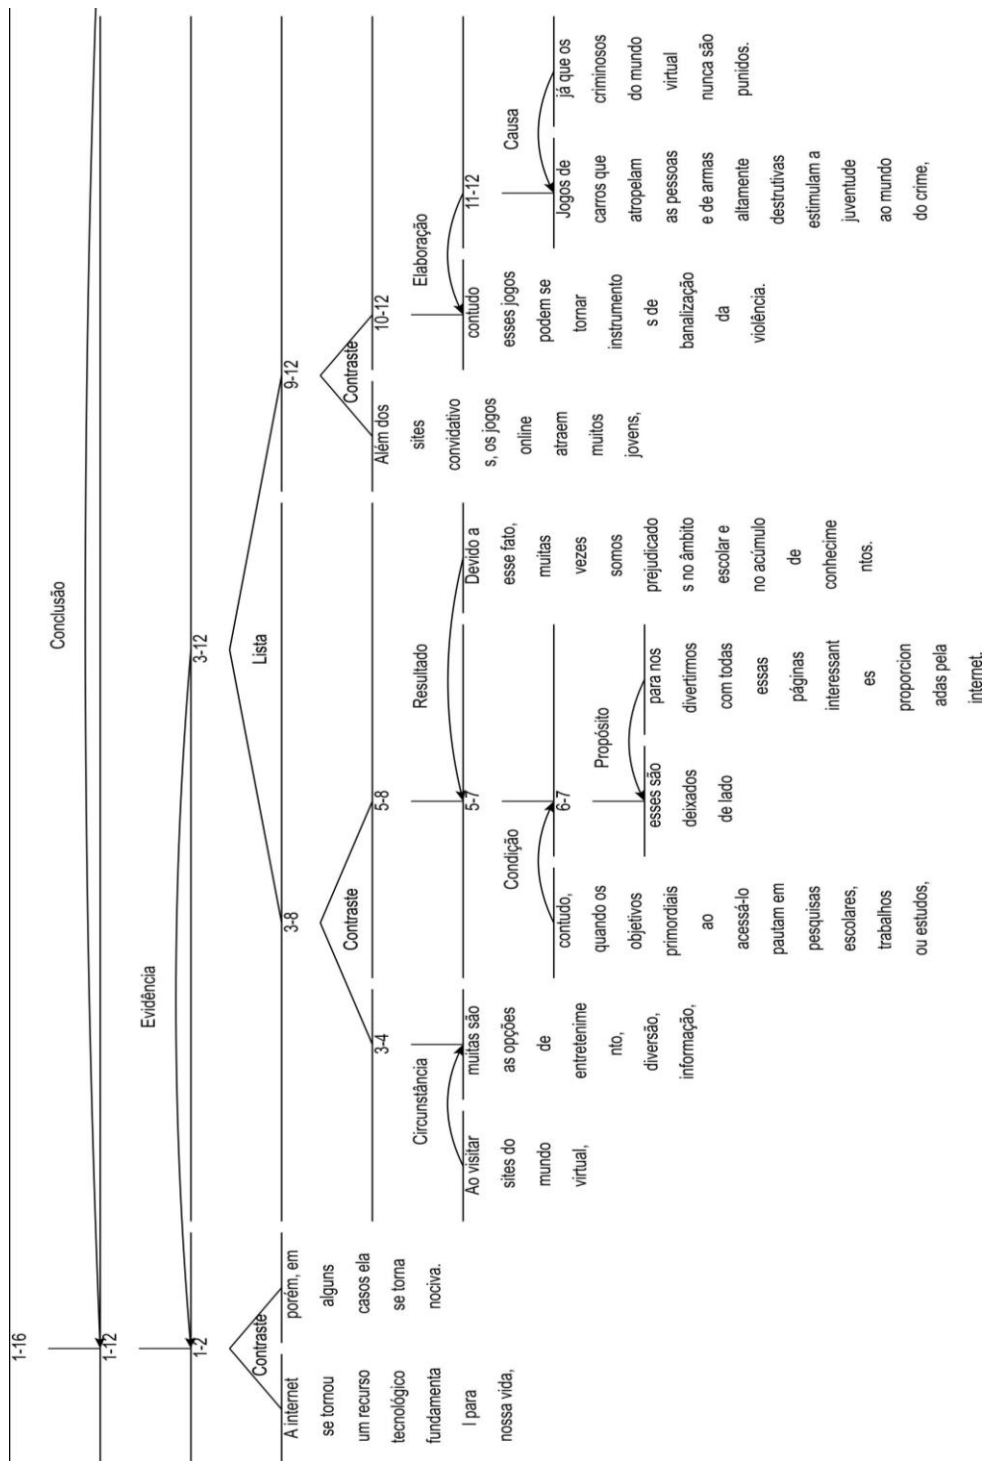 1-16
Conclusão
1-12
Evidência
1-2
3-12
Contraste
Lista
A internet
se tornou
um recurso
tecnológico
fundamenta
l para
nossa vida,
porém, em
alguns
casos ela
se torna
nociva.
3-8
9-12
Contraste
Contraste
3-4
5-8
Além dos
sites
convidativo
s, os jogos
online
atraem
muitos
jovens,
10-12
Circunstância
Resultado
Elaboração
Ao visitar
sites do
mundo
virtual,
muitas são
as opções
de
entretenime
nto,
diversão,
informação,
5-7
Devido a
esse fato,
muitas
vezes
somos
prejudicado
s no âmbito
escolar e
no acúmulo
de
conhecime
ntos.
contudo
esses jogos
podem se
tornar
instrumento
s de
banalização
da
violência.
11-12
Condição
Causa
contudo,
quando os
objetivos
primordiais
ao
acessá-lo
pautam em
pesquisas
escolares,
trabalhos
ou estudos,
6-7
Jogos de
carros que
atropelam
as pessoas
e de armas
altamente
destrutivas
estimulam a
juventude
ao mundo
do crime,
já que os
criminosos
do mundo
virtual
nunca são
punidos.
Propósito
esses são
deixados
de lado
para nos
divertirmos
com todas
essas
páginas
interessant
es
proporcion
adas pela
internet.